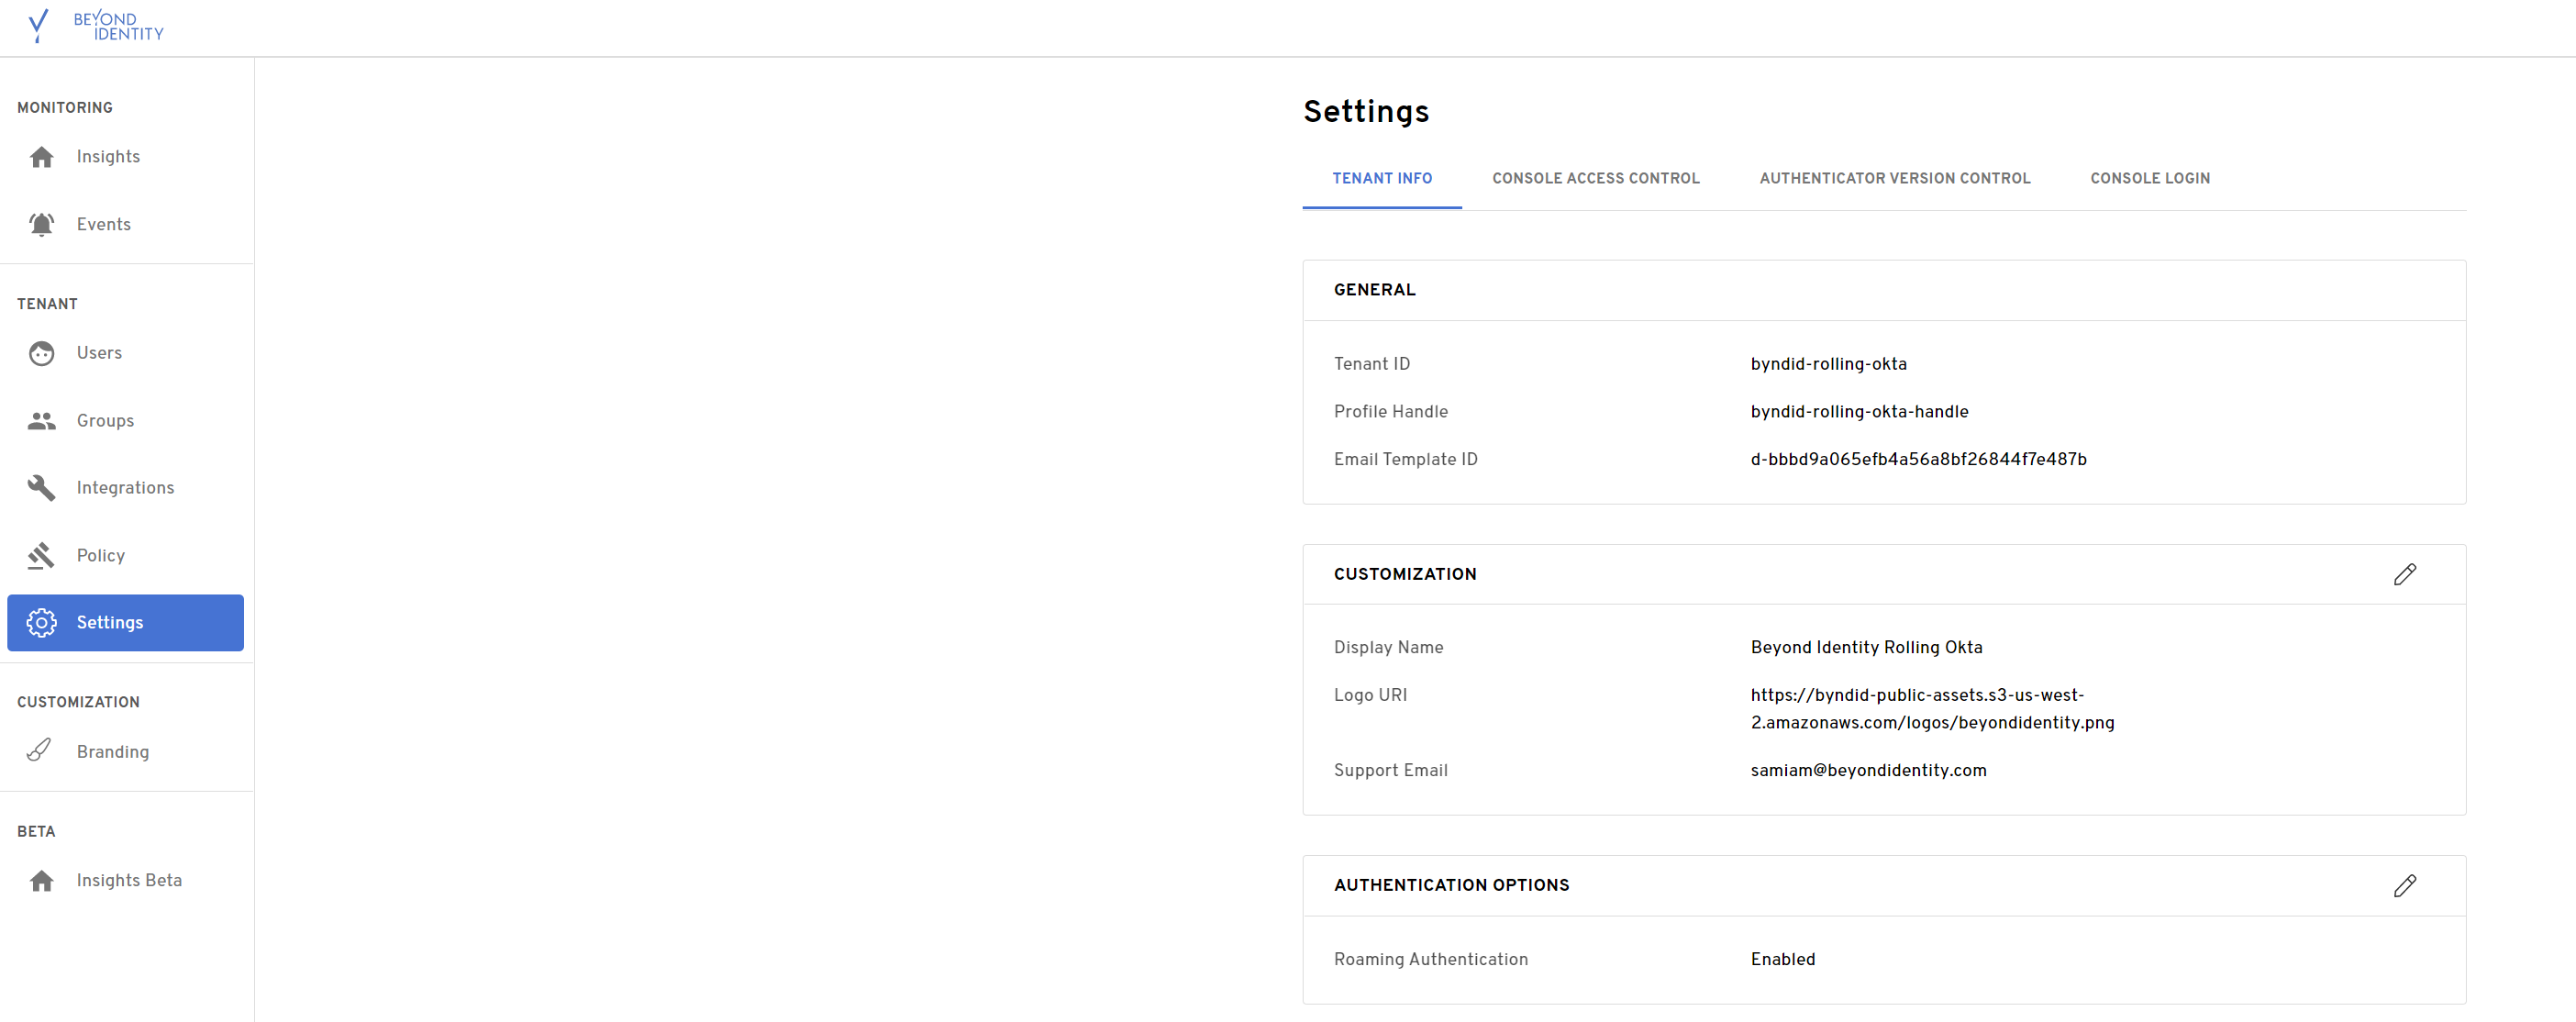 BEYOND
IDENTITY
MONITORING
Insights
Events
TENANT
Users
Groups
Integrations
Policy
Settings
CUSTOMIZATION
Branding
BETA
Insights Beta
Settings
TENANT INFO CONSOLE ACCESS CONTROL AUTHENTICATOR VERSION CONTROL CONSOLE LOGIN
GENERAL
Tenant ID byndid-rolling-okta
Profile Handle byndid-rolling-okta-handle
Email Template ID d-bbbd9a065efb4a56a8bf26844f7e487b
CUSTOMIZATION
Display Name Beyond Identity Rolling Okta
Logo URI https://byndid-public-assets.s3-us-west-
2.amazonaws.com/logos/beyondidentity.png
Support Email samiam@beyondidentity.com
AUTHENTICATION OPTIONS
Roaming Authentication Enabled